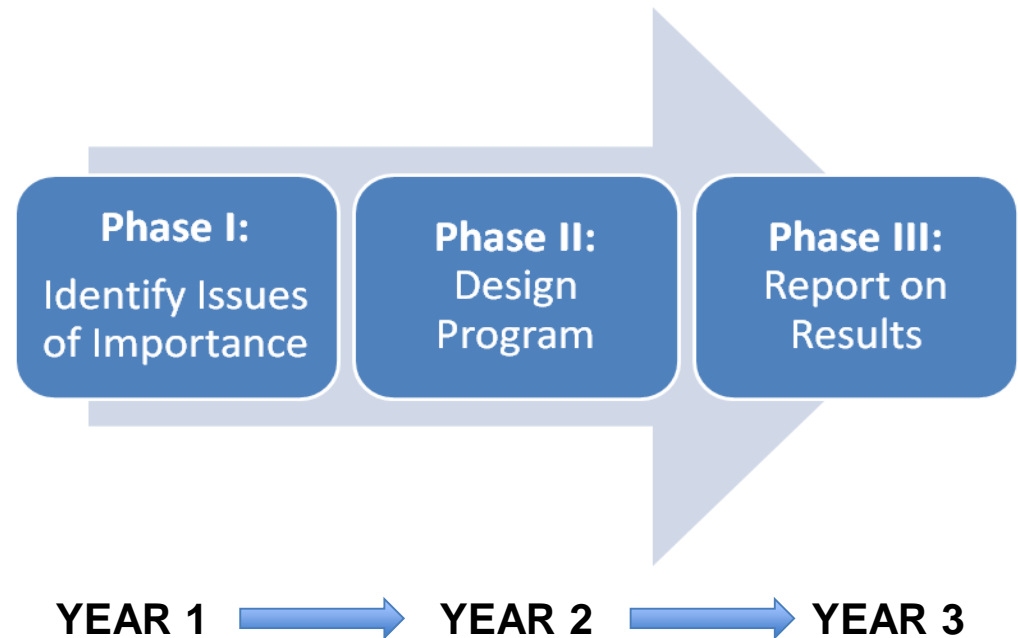 Phase I:
Identify Issues
of Importance
Phase II:
Design
Program
Phase III:
Report on
Results
YEAR 1
YEAR 2
YEAR 3